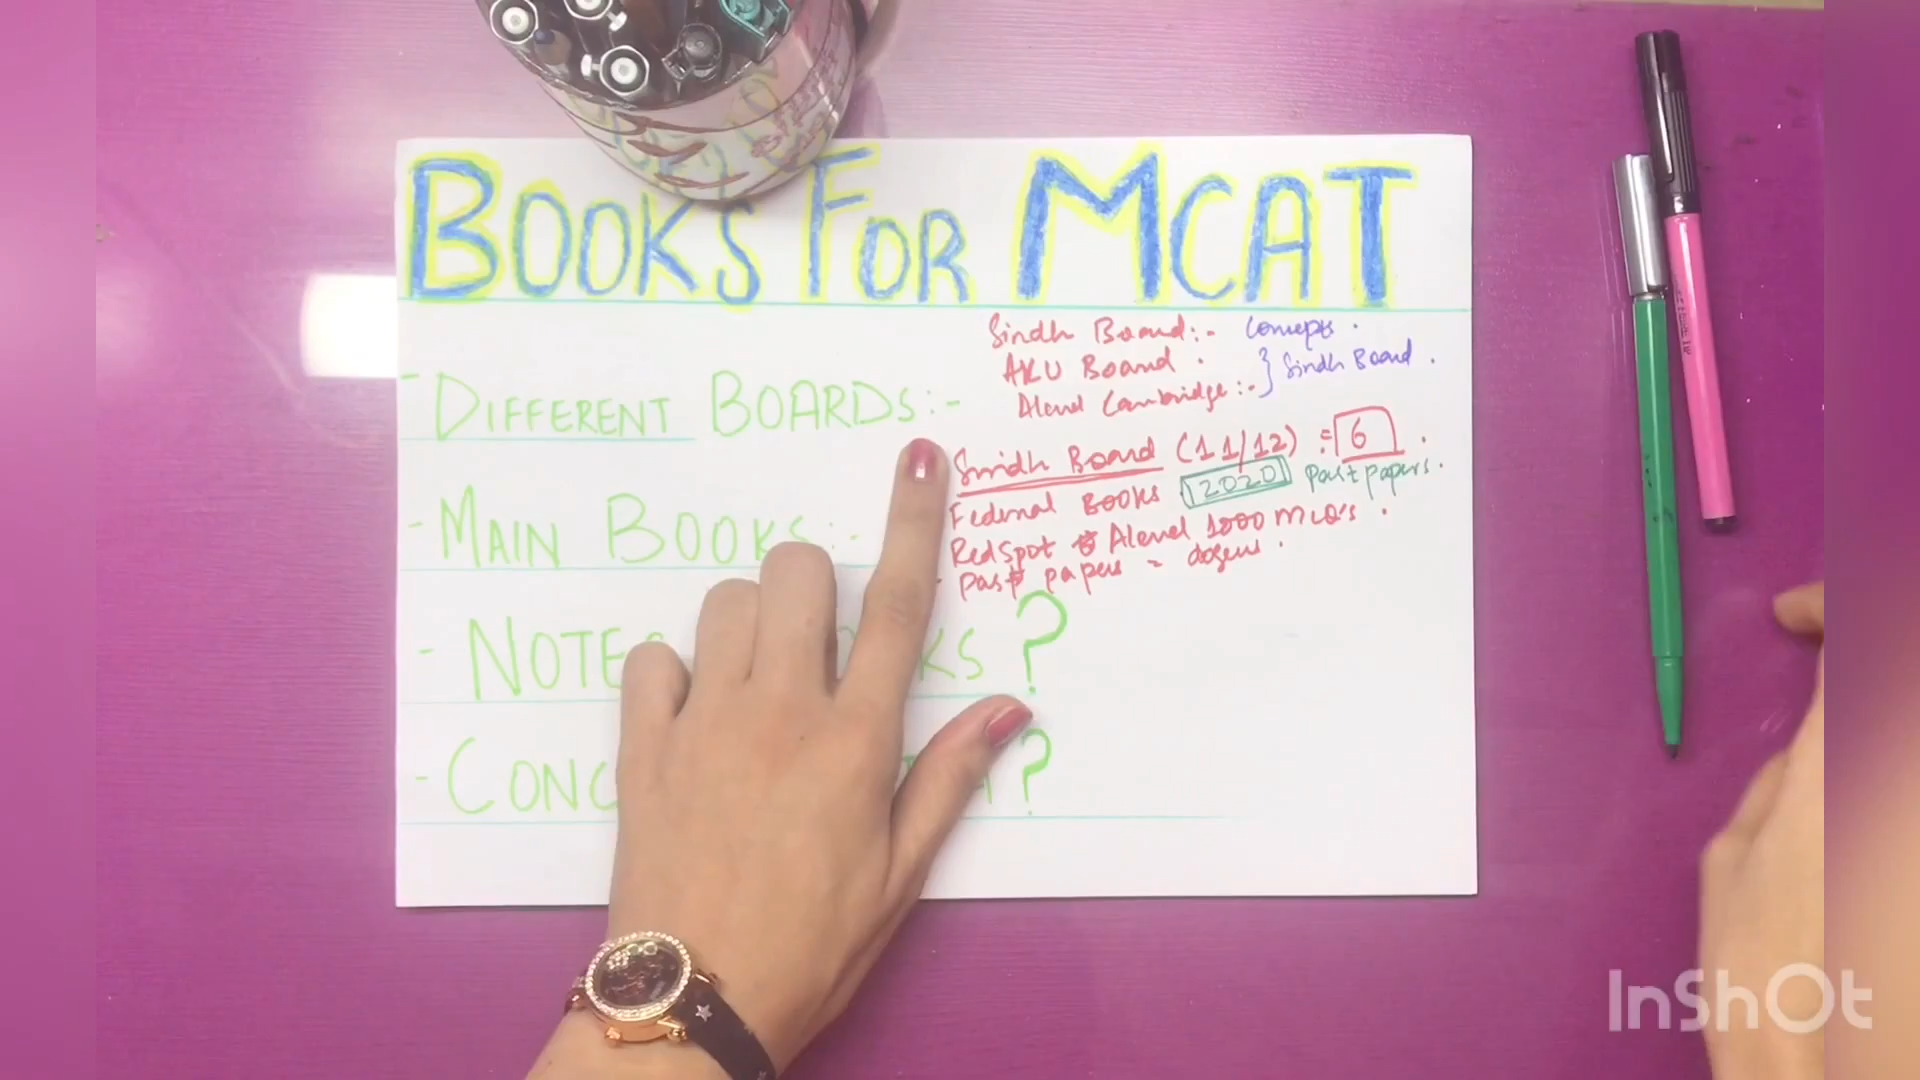 BOOKS FOR MCAT
Sindh Board:- Concepts.
AKU Board.
Alevel Cambridge:-
} Sindh Board.
- DIFFERENT BOARDS:-
Sindh Board (11/12) := 6.
Federal BOOKS 2020 Past papers.
- MAIN BOOKS:-
RedSpot Alevel 1000 MCQ's.
Past papers -
- NOTE ?
- CONC ?
InShOt